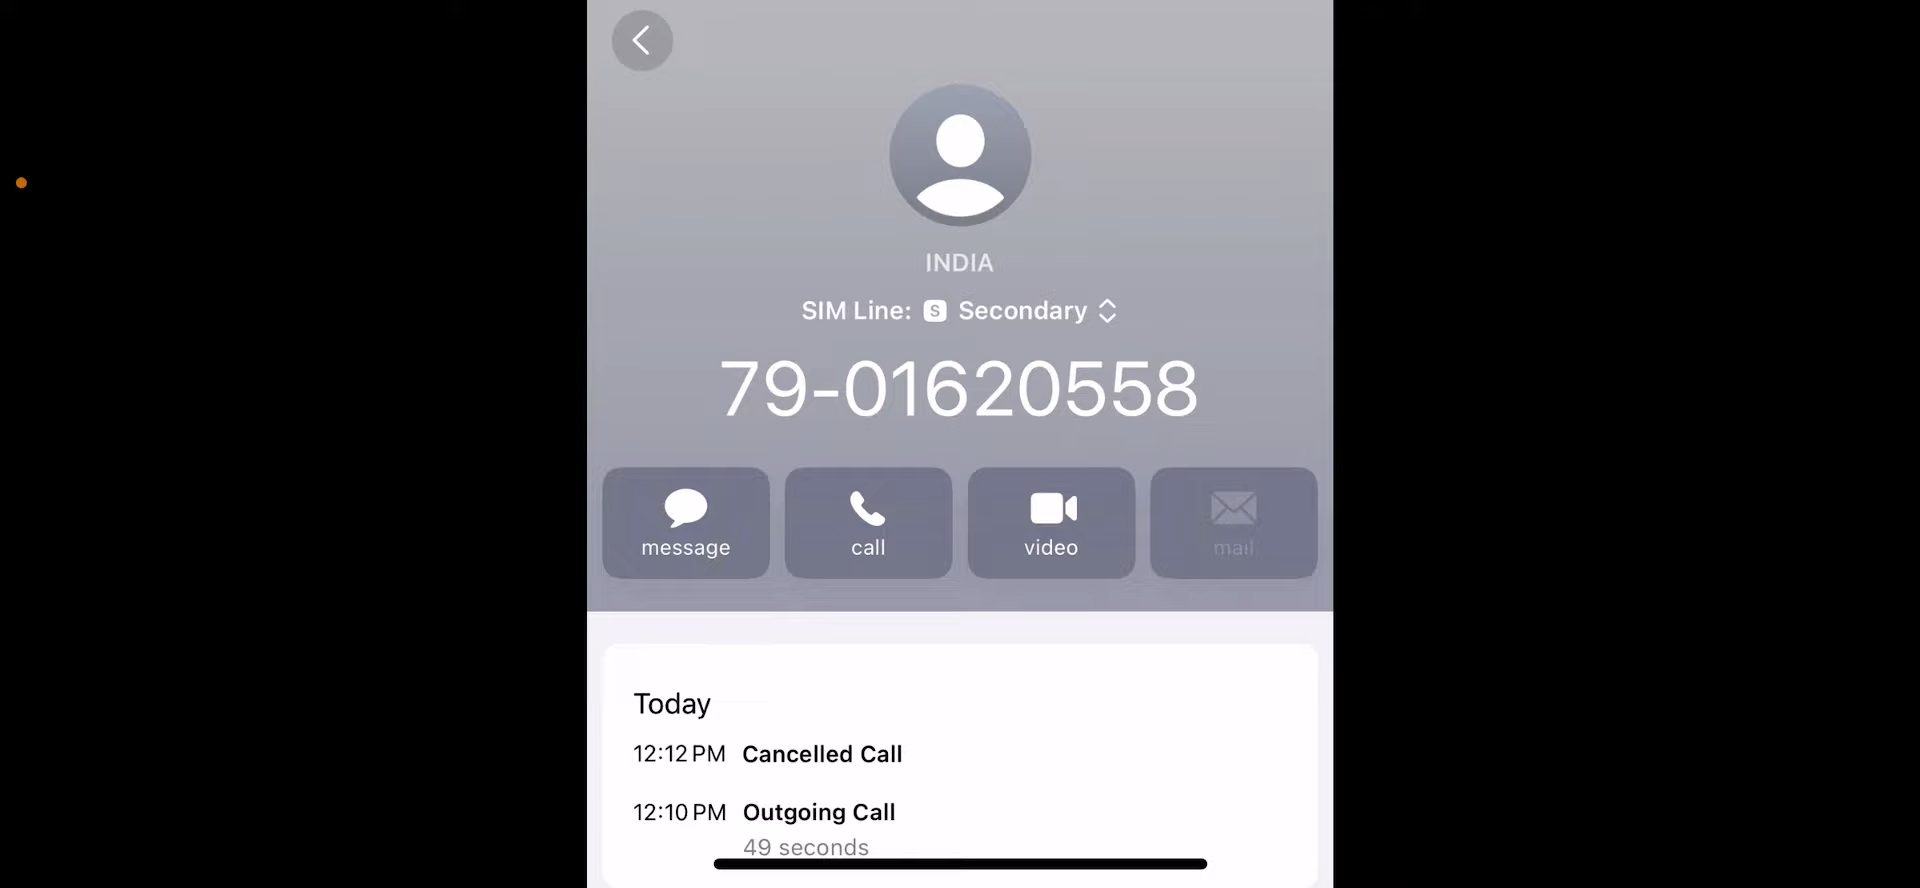 INDIA
SIM Line: S Secondary
79-01620558
message
call
video
mail
Today
12:12 PM Cancelled Call
12:10 PM Outgoing Call
49 seconds